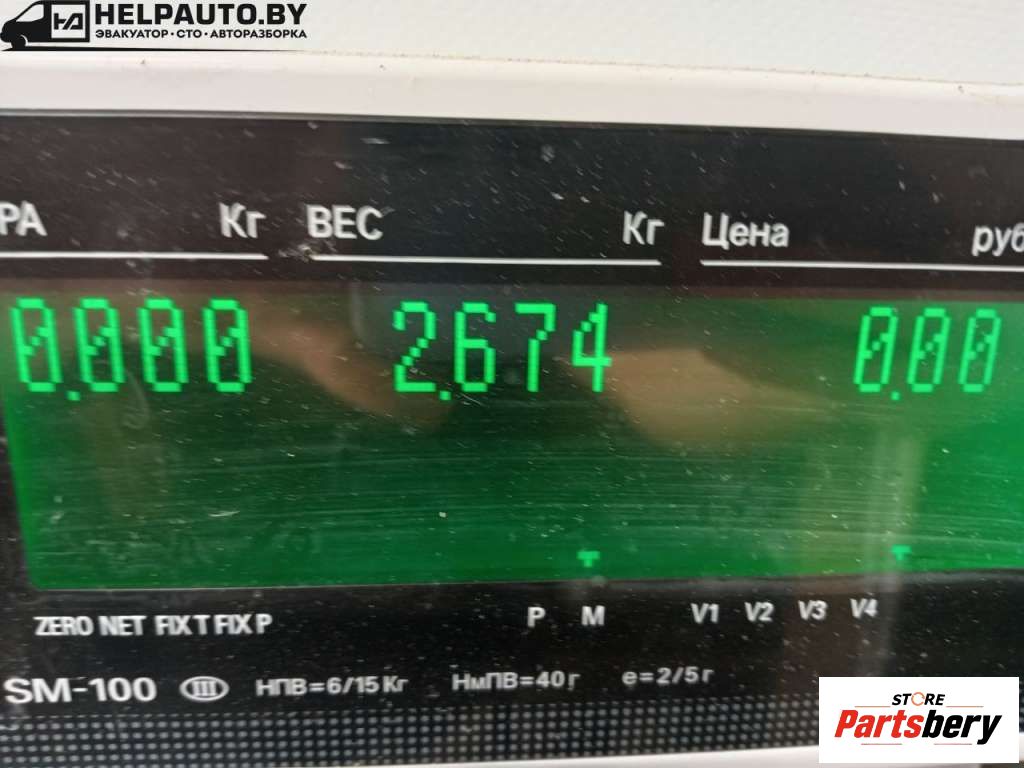 HELPAUTO.BY
ЭВАКУАТОР • СТО • АВТОРАЗБОРКА
РА Кг ВЕС Кг Цена руб
0.000 2.674 0.00
ZERO NET FIX T FIX P P M V1 V2 V3 V4
SM-100 III НПВ=6/15Кг НмПВ=40г e=2/5г
STORE
Partsbery